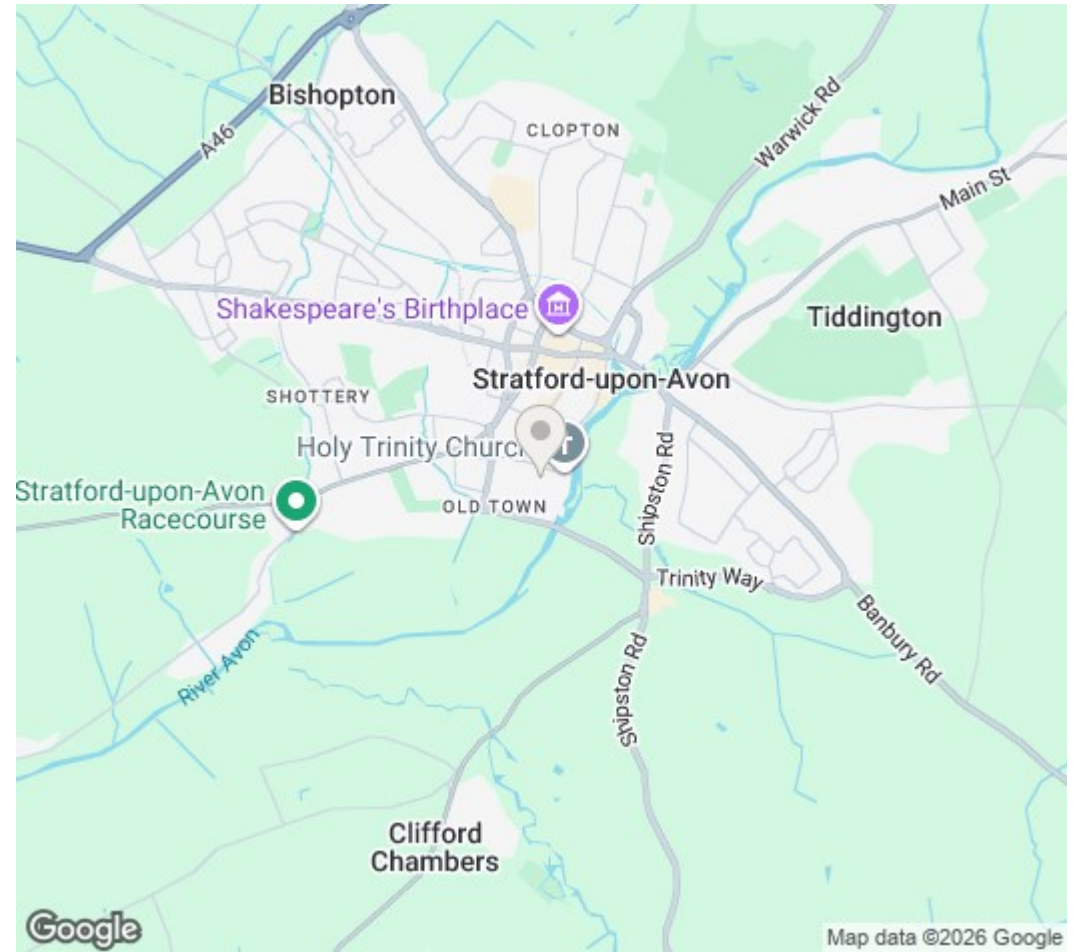 Bishopton
CLOPTON
A46
Warwick Rd
Main St
Shakespeare's Birthplace
Tiddington
Stratford-upon-Avon
SHOTTERY
Holy Trinity Church
Stratford-upon-Avon
Racecourse
OLD TOWN
Shipston Rd
Trinity Way
Banbury Rd
River Avon
Shipston Rd
Clifford
Chambers
Google
Map data ©2026 Google